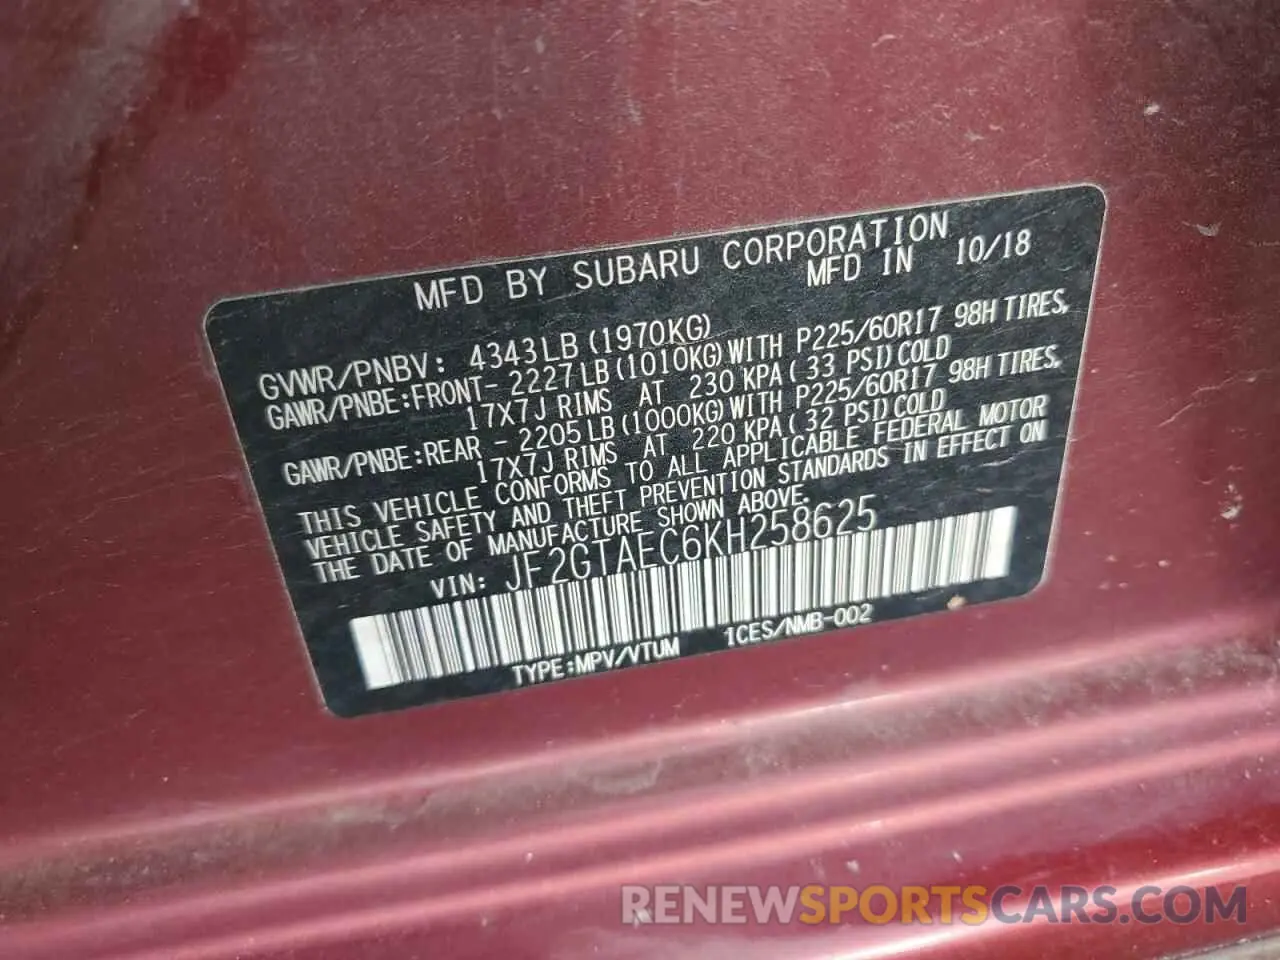 MFD BY SUBARU CORPORATION
MFD IN 10/18
GVWR/PNBV: 4343LB(1970KG)
GAWR/PNBE:FRONT- 2227LB(1010KG)WITH P225/60R17 98H TIRES,
17X7J RIMS AT 230 KPA( 33 PSI)COLD
GAWR/PNBE:REAR - 2205LB(1000KG)WITH P225/60R17 98H TIRES,
17X7J RIMS AT 220 KPA( 32 PSI)COLD
THIS VEHICLE CONFORMS TO ALL APPLICABLE FEDERAL MOTOR
VEHICLE SAFETY AND THEFT PREVENTION STANDARDS IN EFFECT ON
THE DATE OF MANUFACTURE SHOWN ABOVE.
VIN: JF2GTAEC6KH258625
TYPE:MPV/VTUM 1CES/NMB-002
RENEWSPORTSCARS.COM